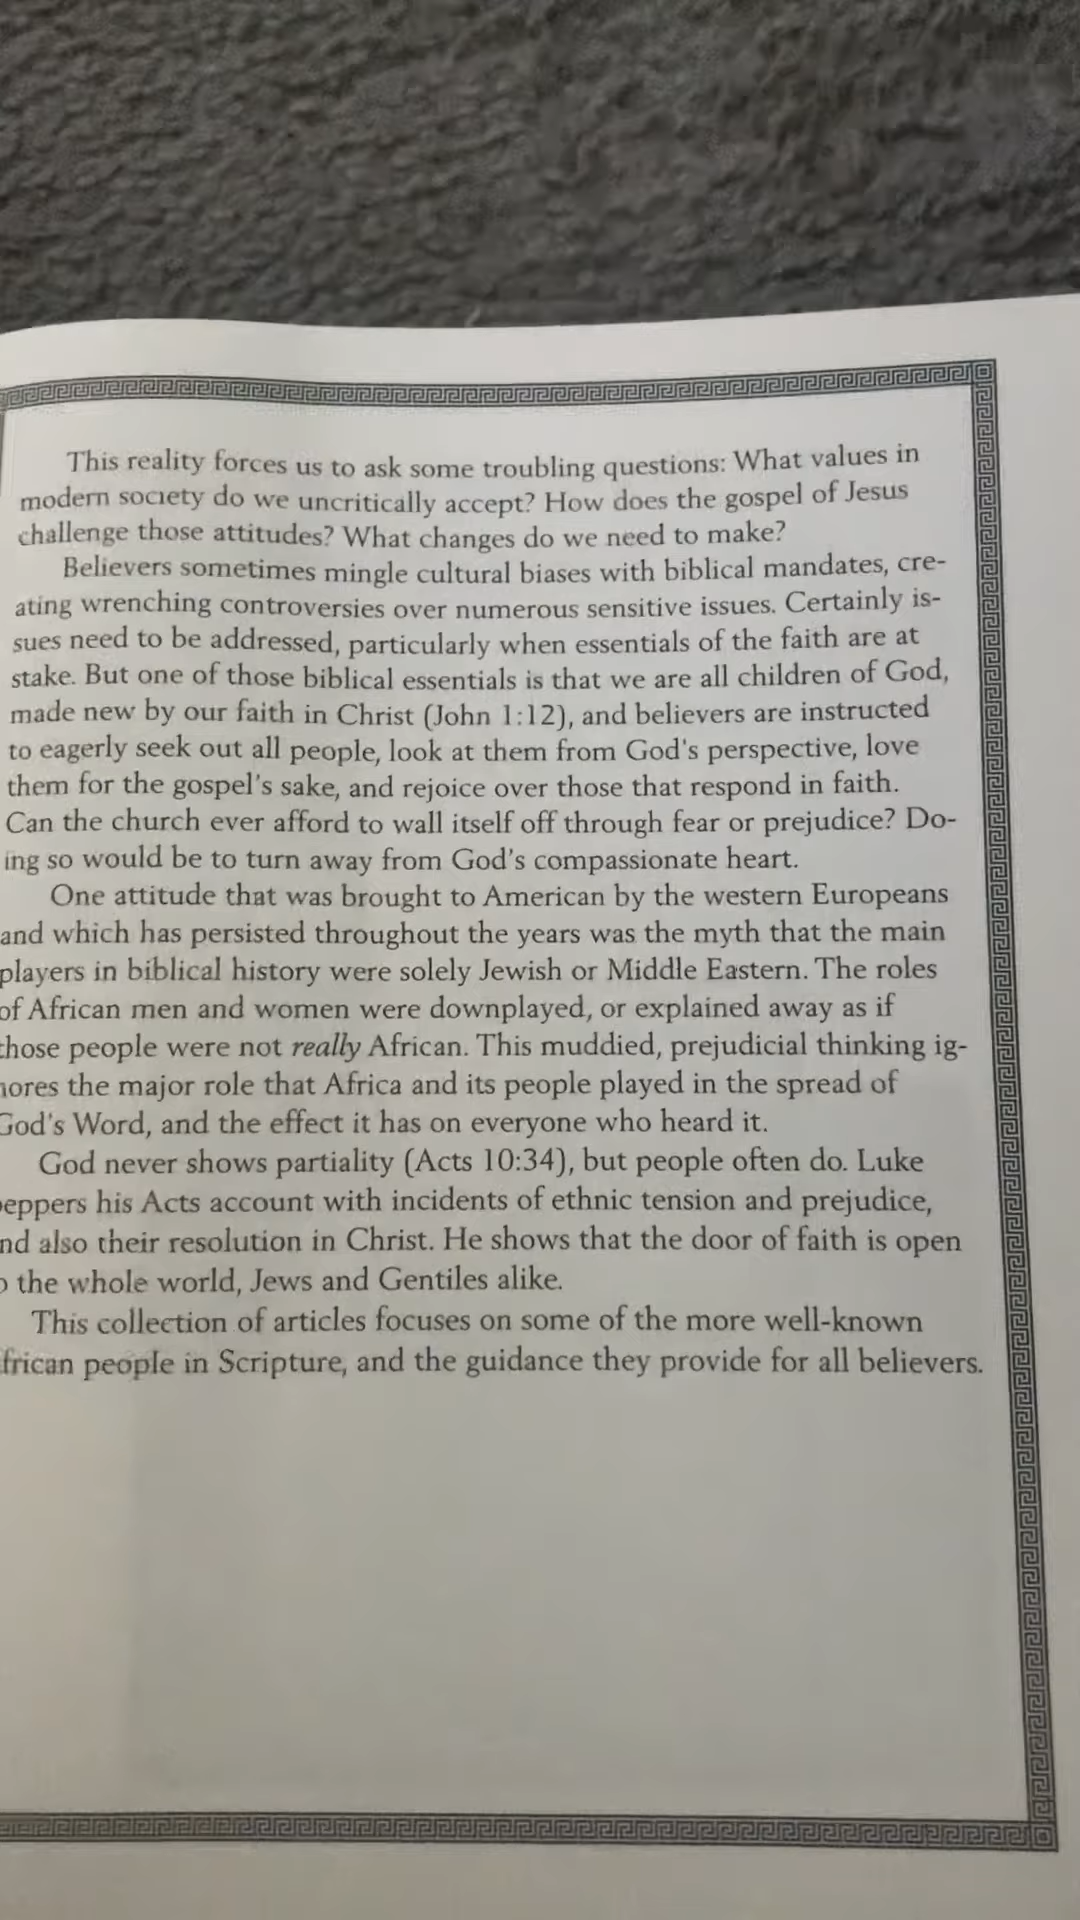 This reality forces us to ask some troubling questions: What values in
modern society do we uncritically accept? How does the gospel of Jesus
challenge those attitudes? What changes do we need to make?
Believers sometimes mingle cultural biases with biblical mandates, cre-
ating wrenching controversies over numerous sensitive issues. Certainly is-
sues need to be addressed, particularly when essentials of the faith are at
stake. But one of those biblical essentials is that we are all children of God,
made new by our faith in Christ (John 1:12), and believers are instructed
to eagerly seek out all people, look at them from God's perspective, love
them for the gospel's sake, and rejoice over those that respond in faith.
Can the church ever afford to wall itself off through fear or prejudice? Do-
ing so would be to turn away from God's compassionate heart.
One attitude that was brought to American by the western Europeans
and which has persisted throughout the years was the myth that the main
players in biblical history were solely Jewish or Middle Eastern. The roles
of African men and women were downplayed, or explained away as if
those people were not really African. This muddied, prejudicial thinking ig-
nores the major role that Africa and its people played in the spread of
God's Word, and the effect it has on everyone who heard it.
God never shows partiality (Acts 10:34), but people often do. Luke
eppers his Acts account with incidents of ethnic tension and prejudice,
nd also their resolution in Christ. He shows that the door of faith is open
the whole world, Jews and Gentiles alike.
This collection of articles focuses on some of the more well-known
frican people in Scripture, and the guidance they provide for all believers.